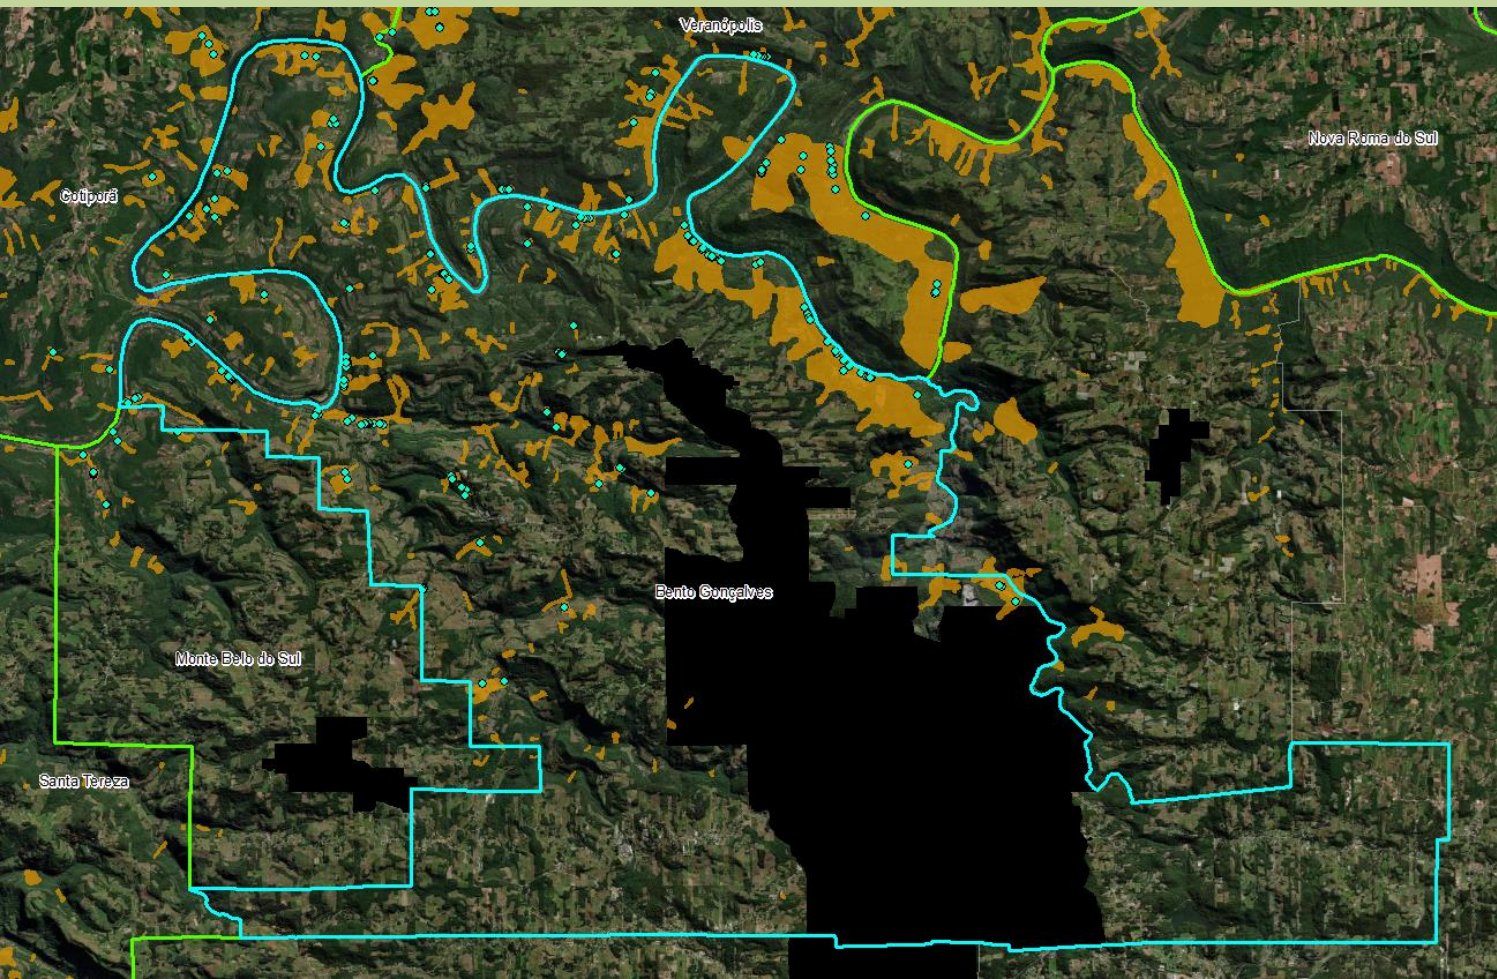 Veranópolis
Nova Roma do Sul
Cotiporã
Bento Gonçalves
Monte Belo do Sul
Santa Tereza